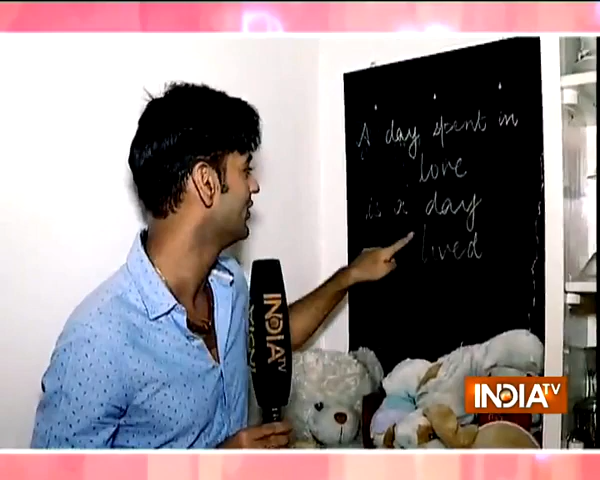 A day spent in
love
is a day
lived
INDIA
TV
INDIA TV